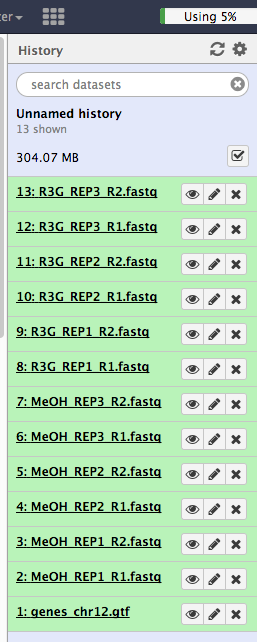 Using 5%
History
search datasets
Unnamed history
13 shown
304.07 MB
13: R3G_REP3_R2.fastq
12: R3G_REP3_R1.fastq
11: R3G_REP2_R2.fastq
10: R3G_REP2_R1.fastq
9: R3G_REP1_R2.fastq
8: R3G_REP1_R1.fastq
7: MeOH_REP3_R2.fastq
6: MeOH_REP3_R1.fastq
5: MeOH_REP2_R2.fastq
4: MeOH_REP2_R1.fastq
3: MeOH_REP1_R2.fastq
2: MeOH_REP1_R1.fastq
1: genes_chr12.gtf